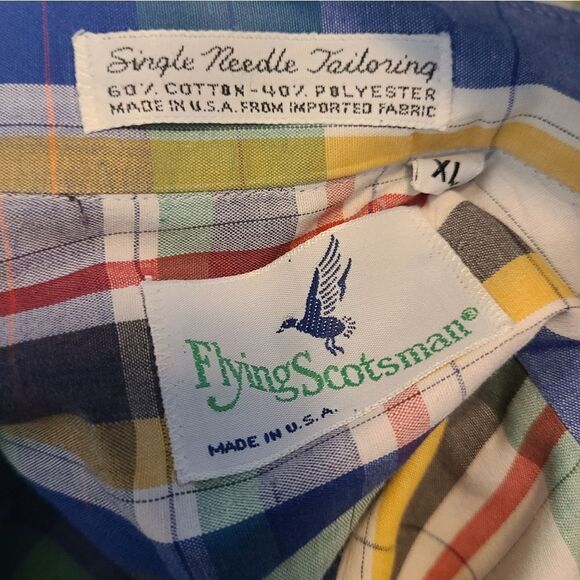 Single Needle Tailoring
60% COTTON-40% POLYESTER
MADE IN U.S.A. FROM IMPORTED FABRIC
XL
FlyingScotsman®
MADE IN U.S.A.